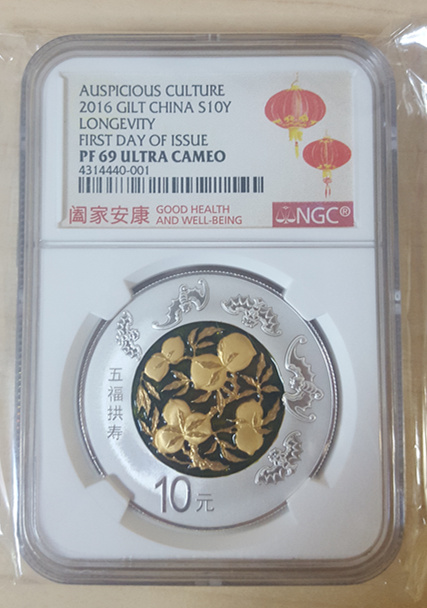 AUSPICIOUS CULTURE
2016 GILT CHINA S10Y
LONGEVITY
FIRST DAY OF ISSUE
PF 69 ULTRA CAMEO
4314440-001
阖家安康 GOOD HEALTH
AND WELL-BEING
NGC®
五福拱寿
10元